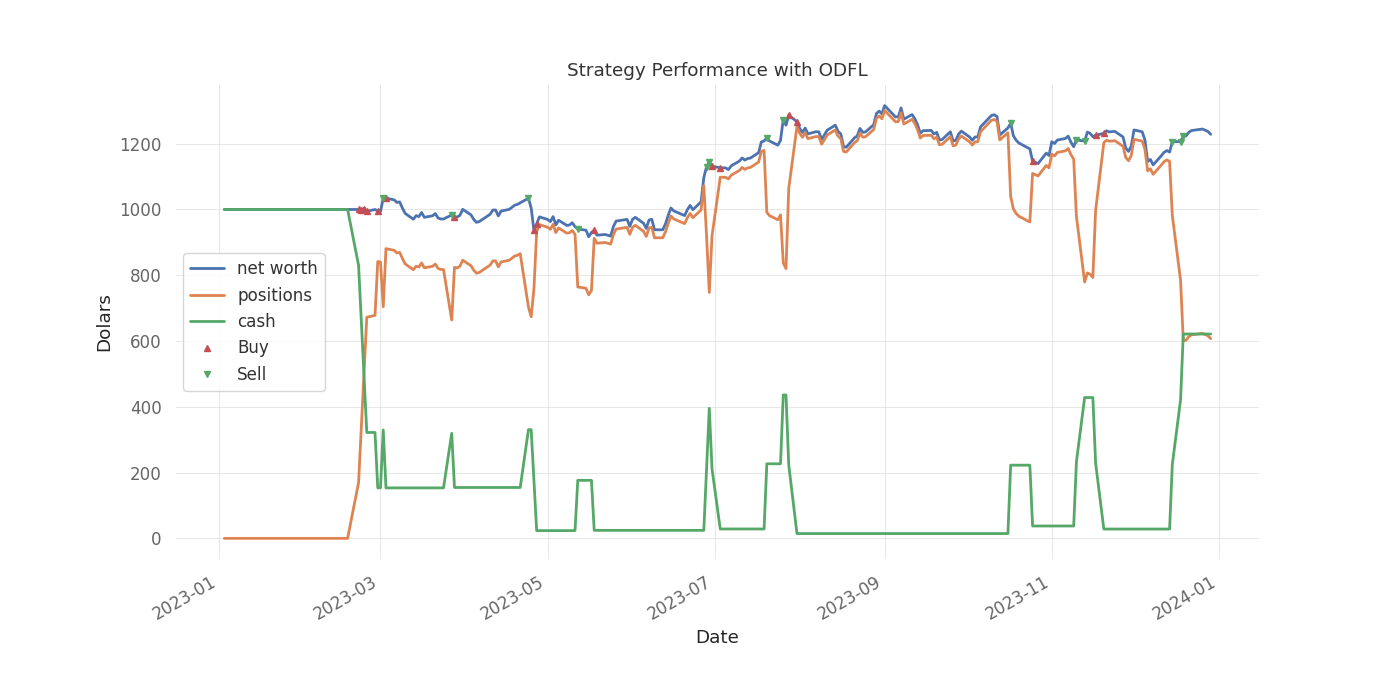 Strategy Performance with ODFL
Dolars
1200
1000
800
600
400
200
0
net worth
positions
cash
Buy
Sell
2023-01
2023-03
2023-05
2023-07
2023-09
2023-11
2024-01
Date